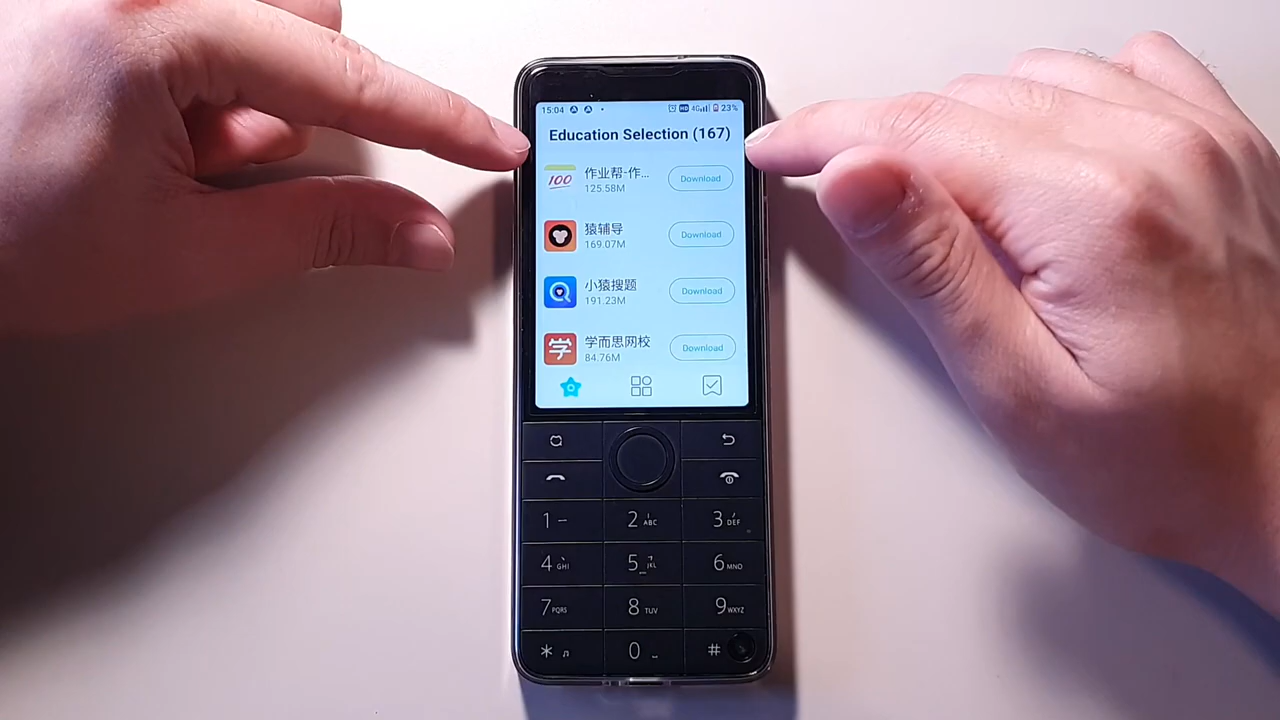 15:04 HD 4G 23%
Education Selection (167)
100 作业帮-作... Download
125.58M
猿辅导 Download
169.07M
小猿搜题 Download
191.23M
学 学而思网校 Download
84.76M
1
2 ABC
3 DEF
4 GHI
5 JKL
6 MNO
7 PQRS
8 TUV
9 WXYZ
*
0
#